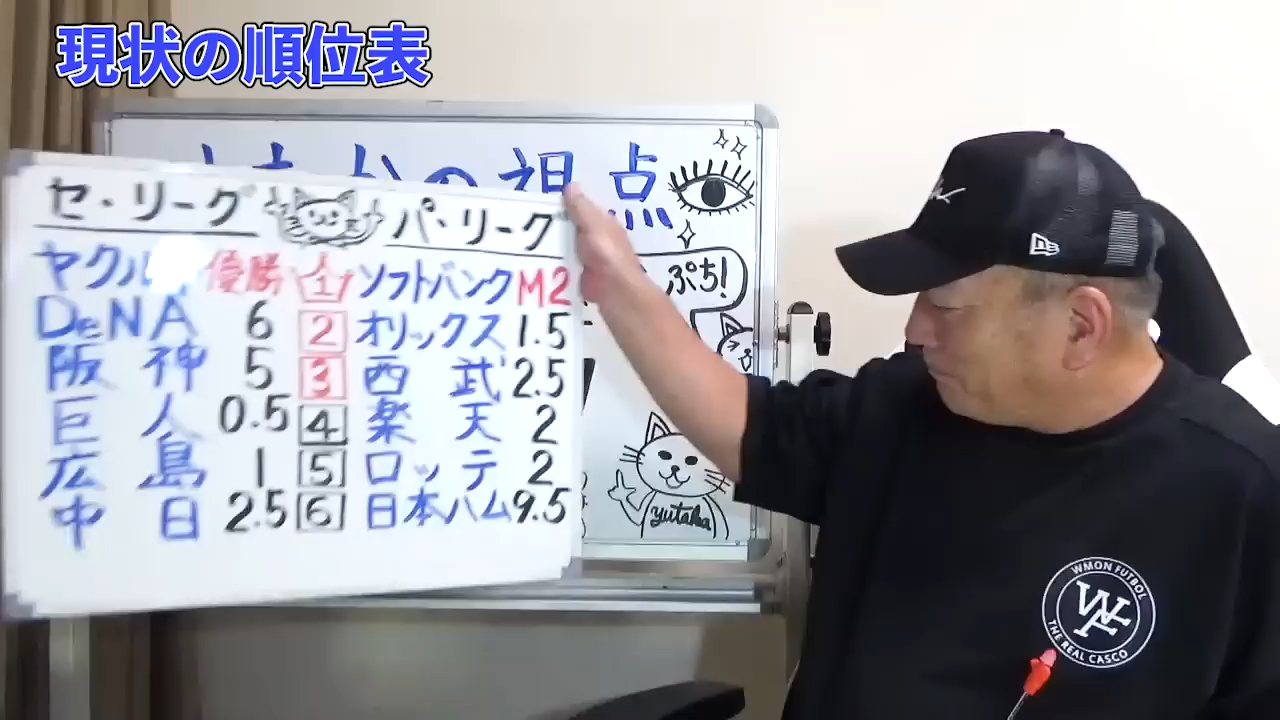 現状の順位表
の視点
セ・リーグ パ・リーグ
ヤクル 優勝 1 ソフトバンク M2
DeNA 6 2 オリックス 1.5
阪神 5 3 西武 2.5
巨人 0.5 4 楽天 2
広島 1 5 ロッテ 2
中日 2.5 6 日本ハム 9.5
ぷち!
yutaka
WMON FUTBOL
THE REAL CASCO